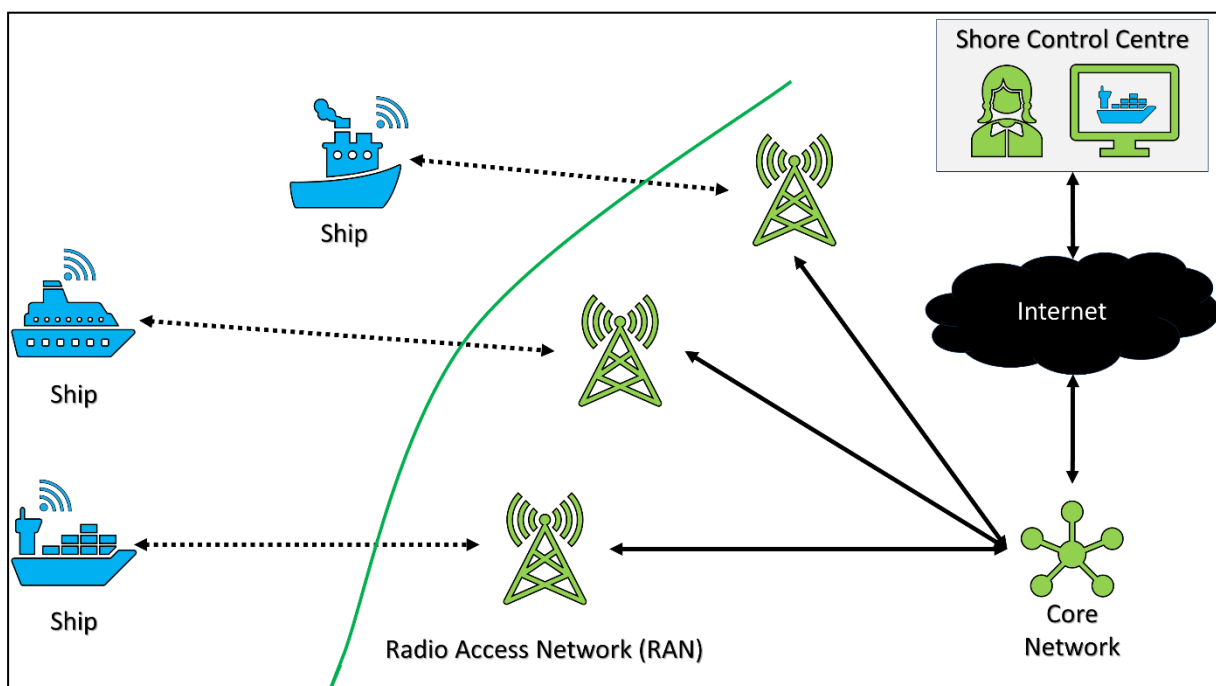 Shore Control Centre
Ship
Internet
Ship
Ship
Radio Access Network (RAN)
Core
Network